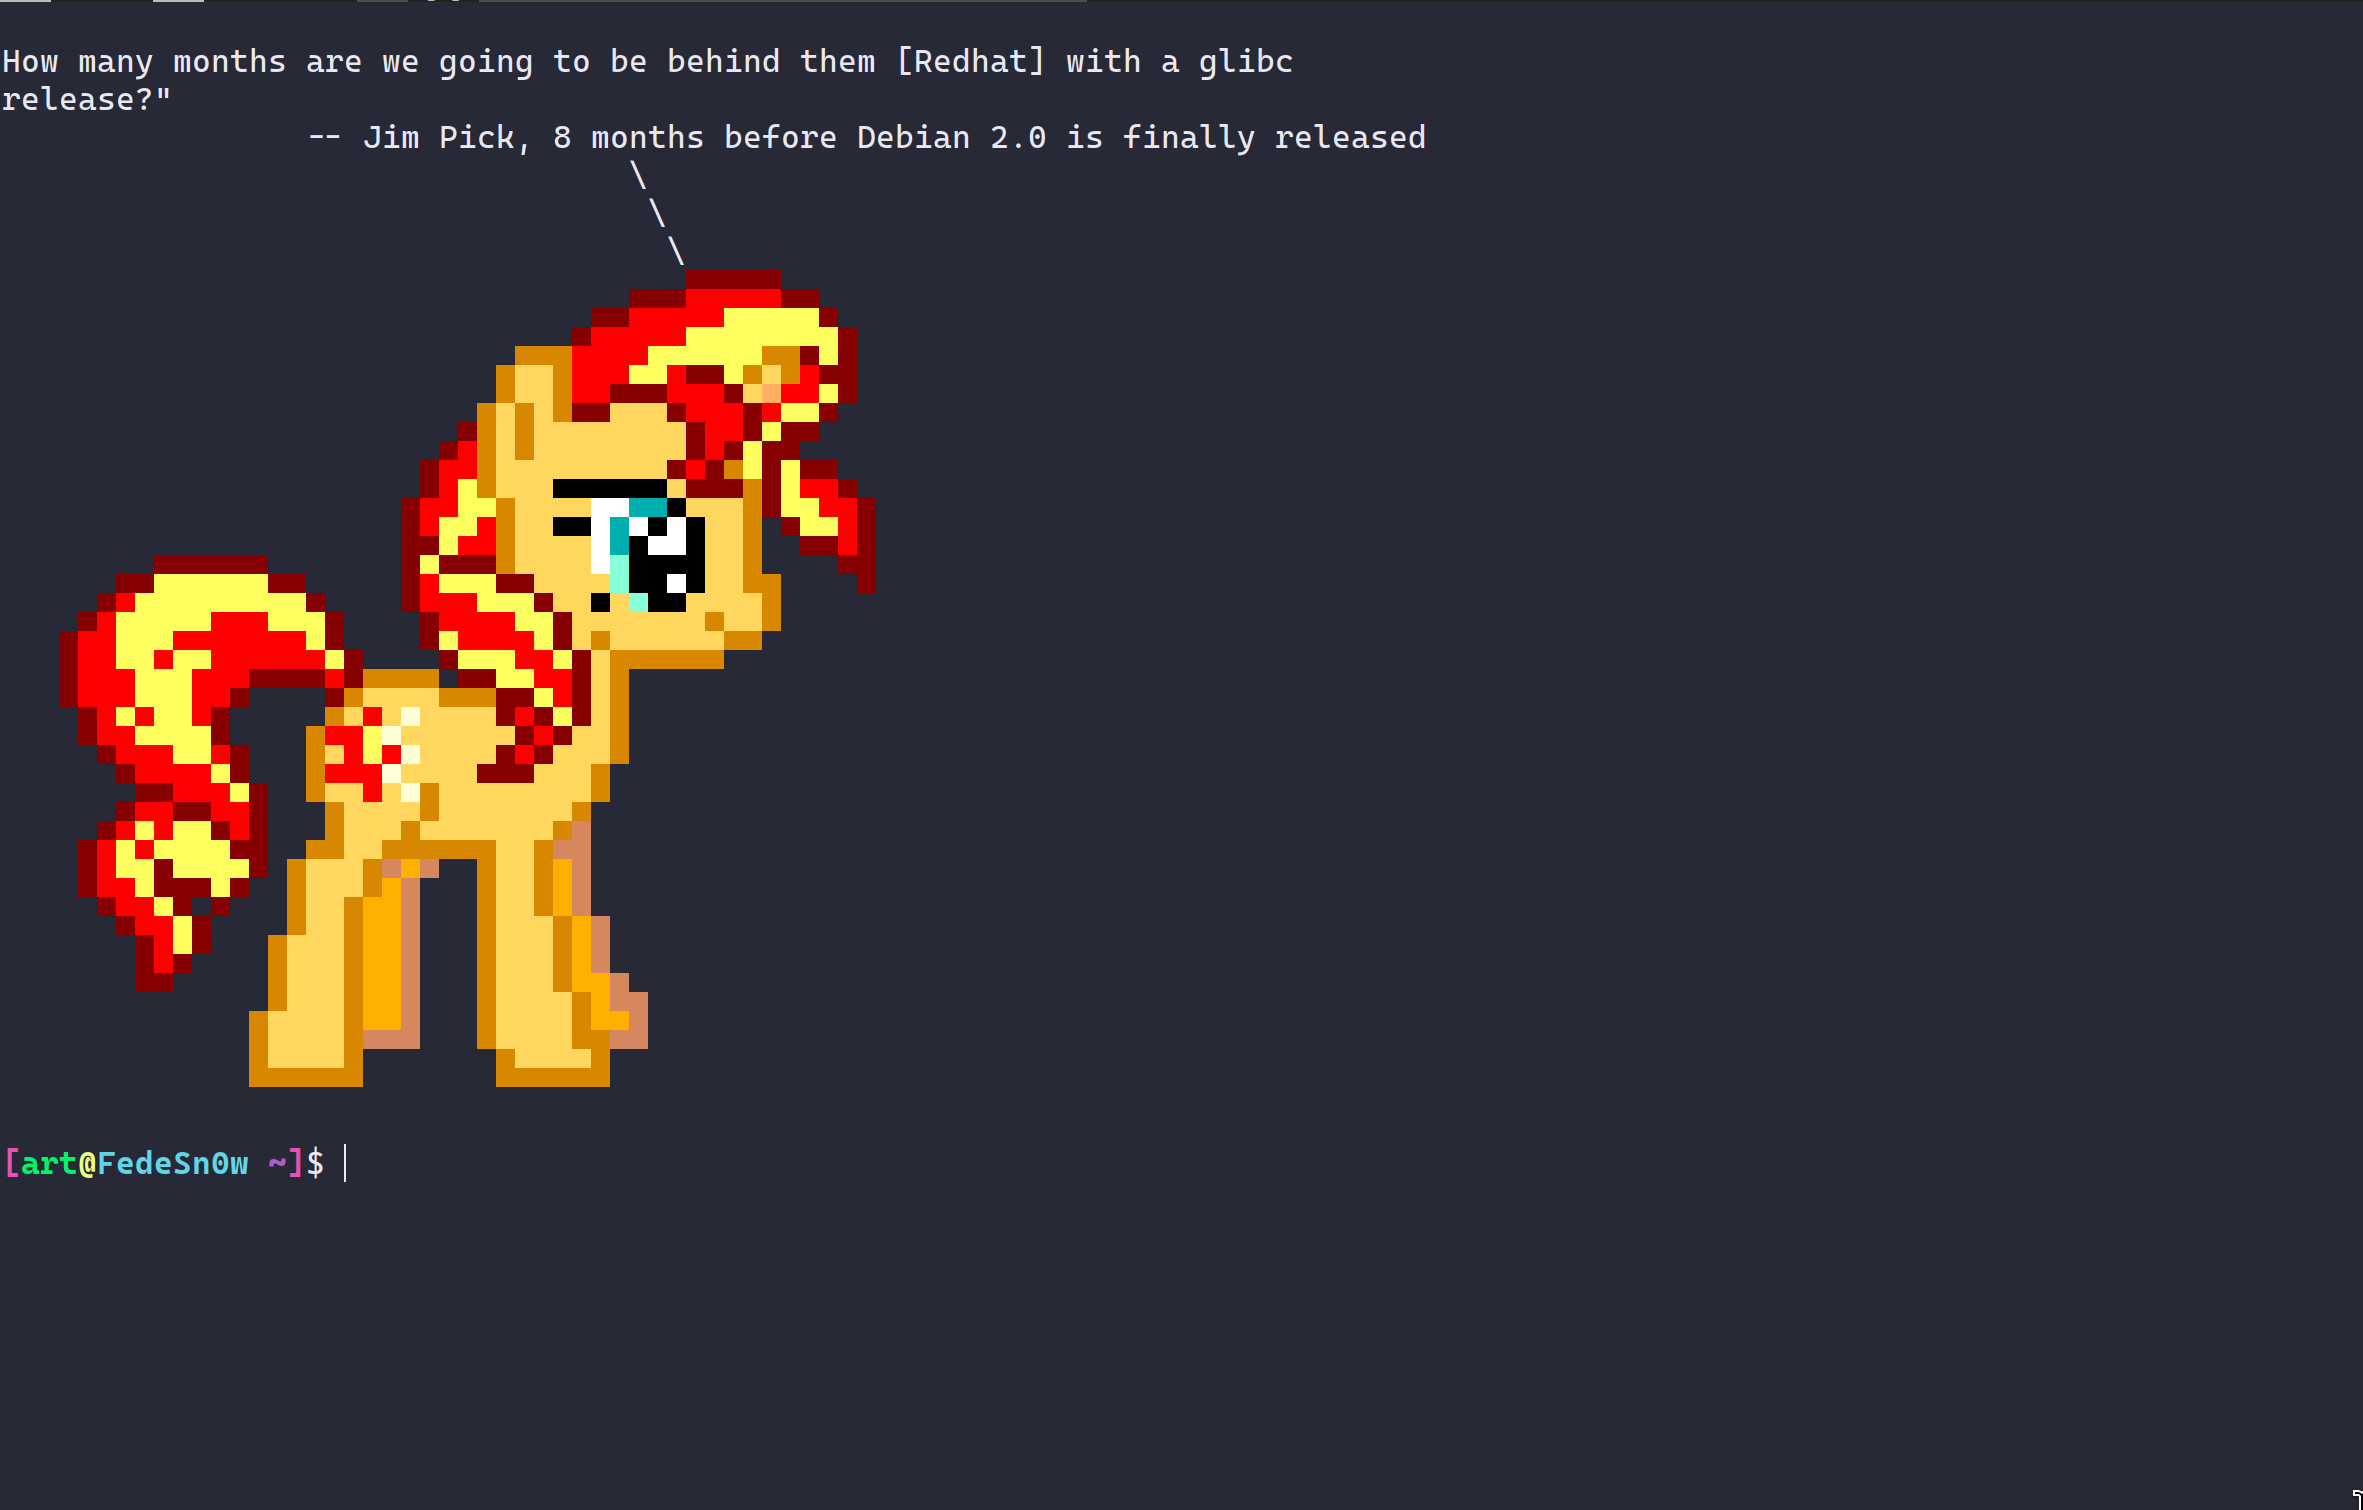 How many months are we going to be behind them [Redhat] with a glibc
release?"
-- Jim Pick, 8 months before Debian 2.0 is finally released
\
\
\
[art@FedeSn0w ~]$